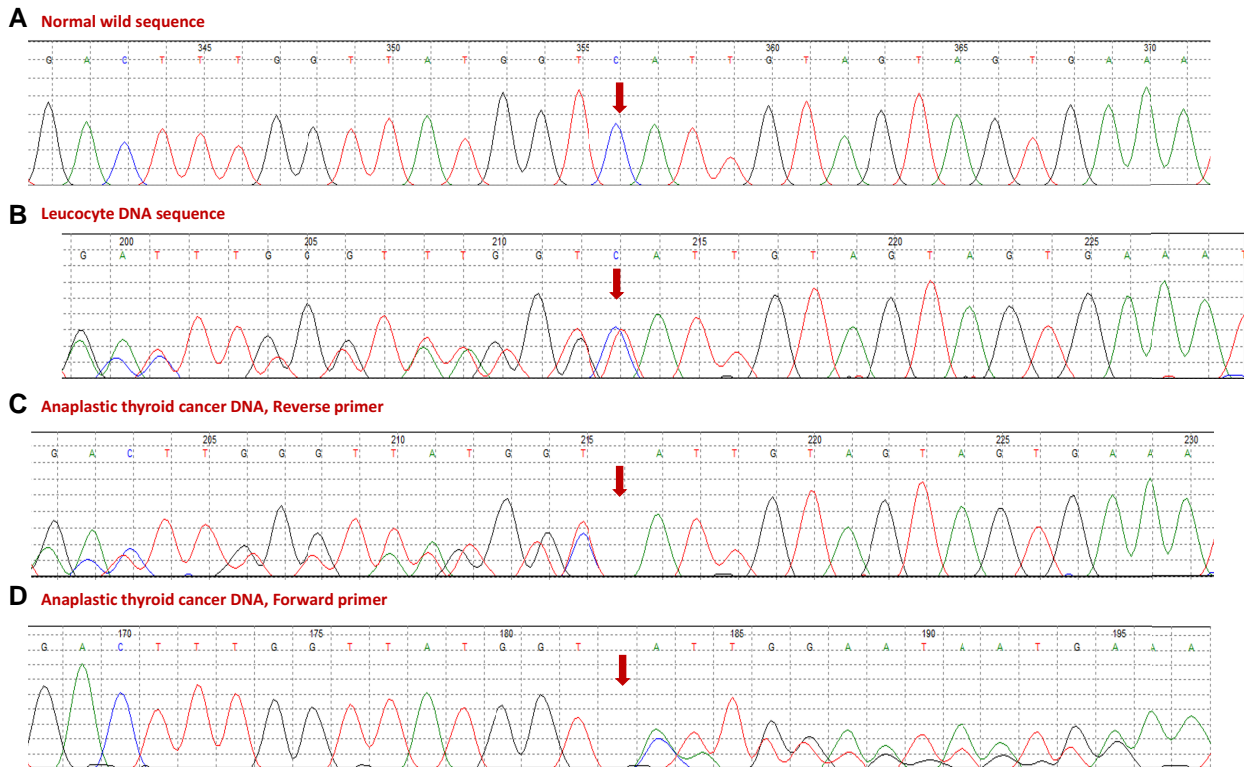 A Normal wild sequence
345 350 355 360 365 370
G A C T T T G G T T A T G G T C A T T G T A G T A G T G A A A
B Leucocyte DNA sequence
200 205 210 215 220 225
G A T T T G G G T T T G G T C A T T G T A G T A G T G A A A T
C Anaplastic thyroid cancer DNA, Reverse primer
205 210 215 220 225 230
G A C T T G G G T T A T G G T A T T G T A G T A G T G A A A
D Anaplastic thyroid cancer DNA, Forward primer
170 175 180 185 190 195
G A C T T T G G T T A T G G T A T T G G A A T A A T G A A A